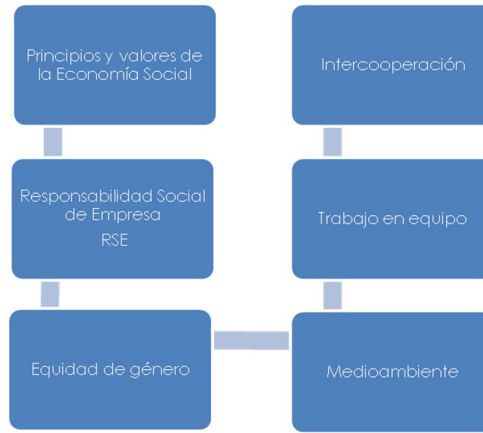 Principios y valores de
la Economía Social
Responsabilidad Social
de Empresa
RSE
Equidad de género
Medioambiente
Trabajo en equipo
Intercooperación